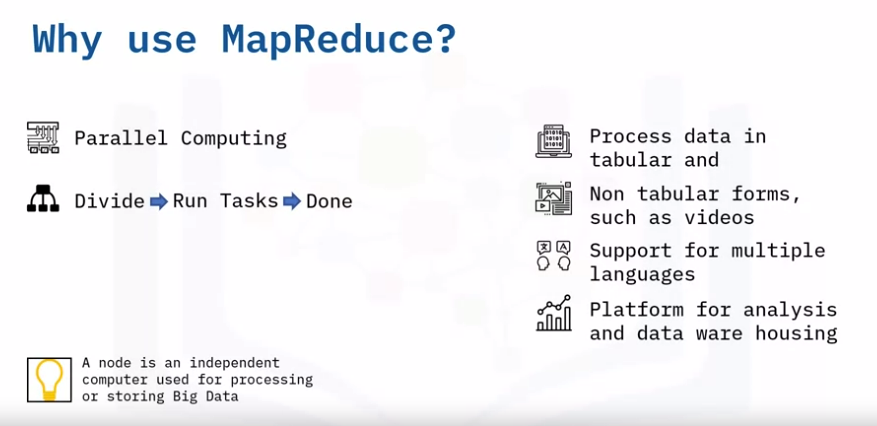 Why use MapReduce?
Parallel Computing
Divide Run Tasks Done
Process data in
tabular and
Non tabular forms,
such as videos
Support for multiple
languages
Platform for analysis
and data ware housing
A node is an independent
computer used for processing
or storing Big Data